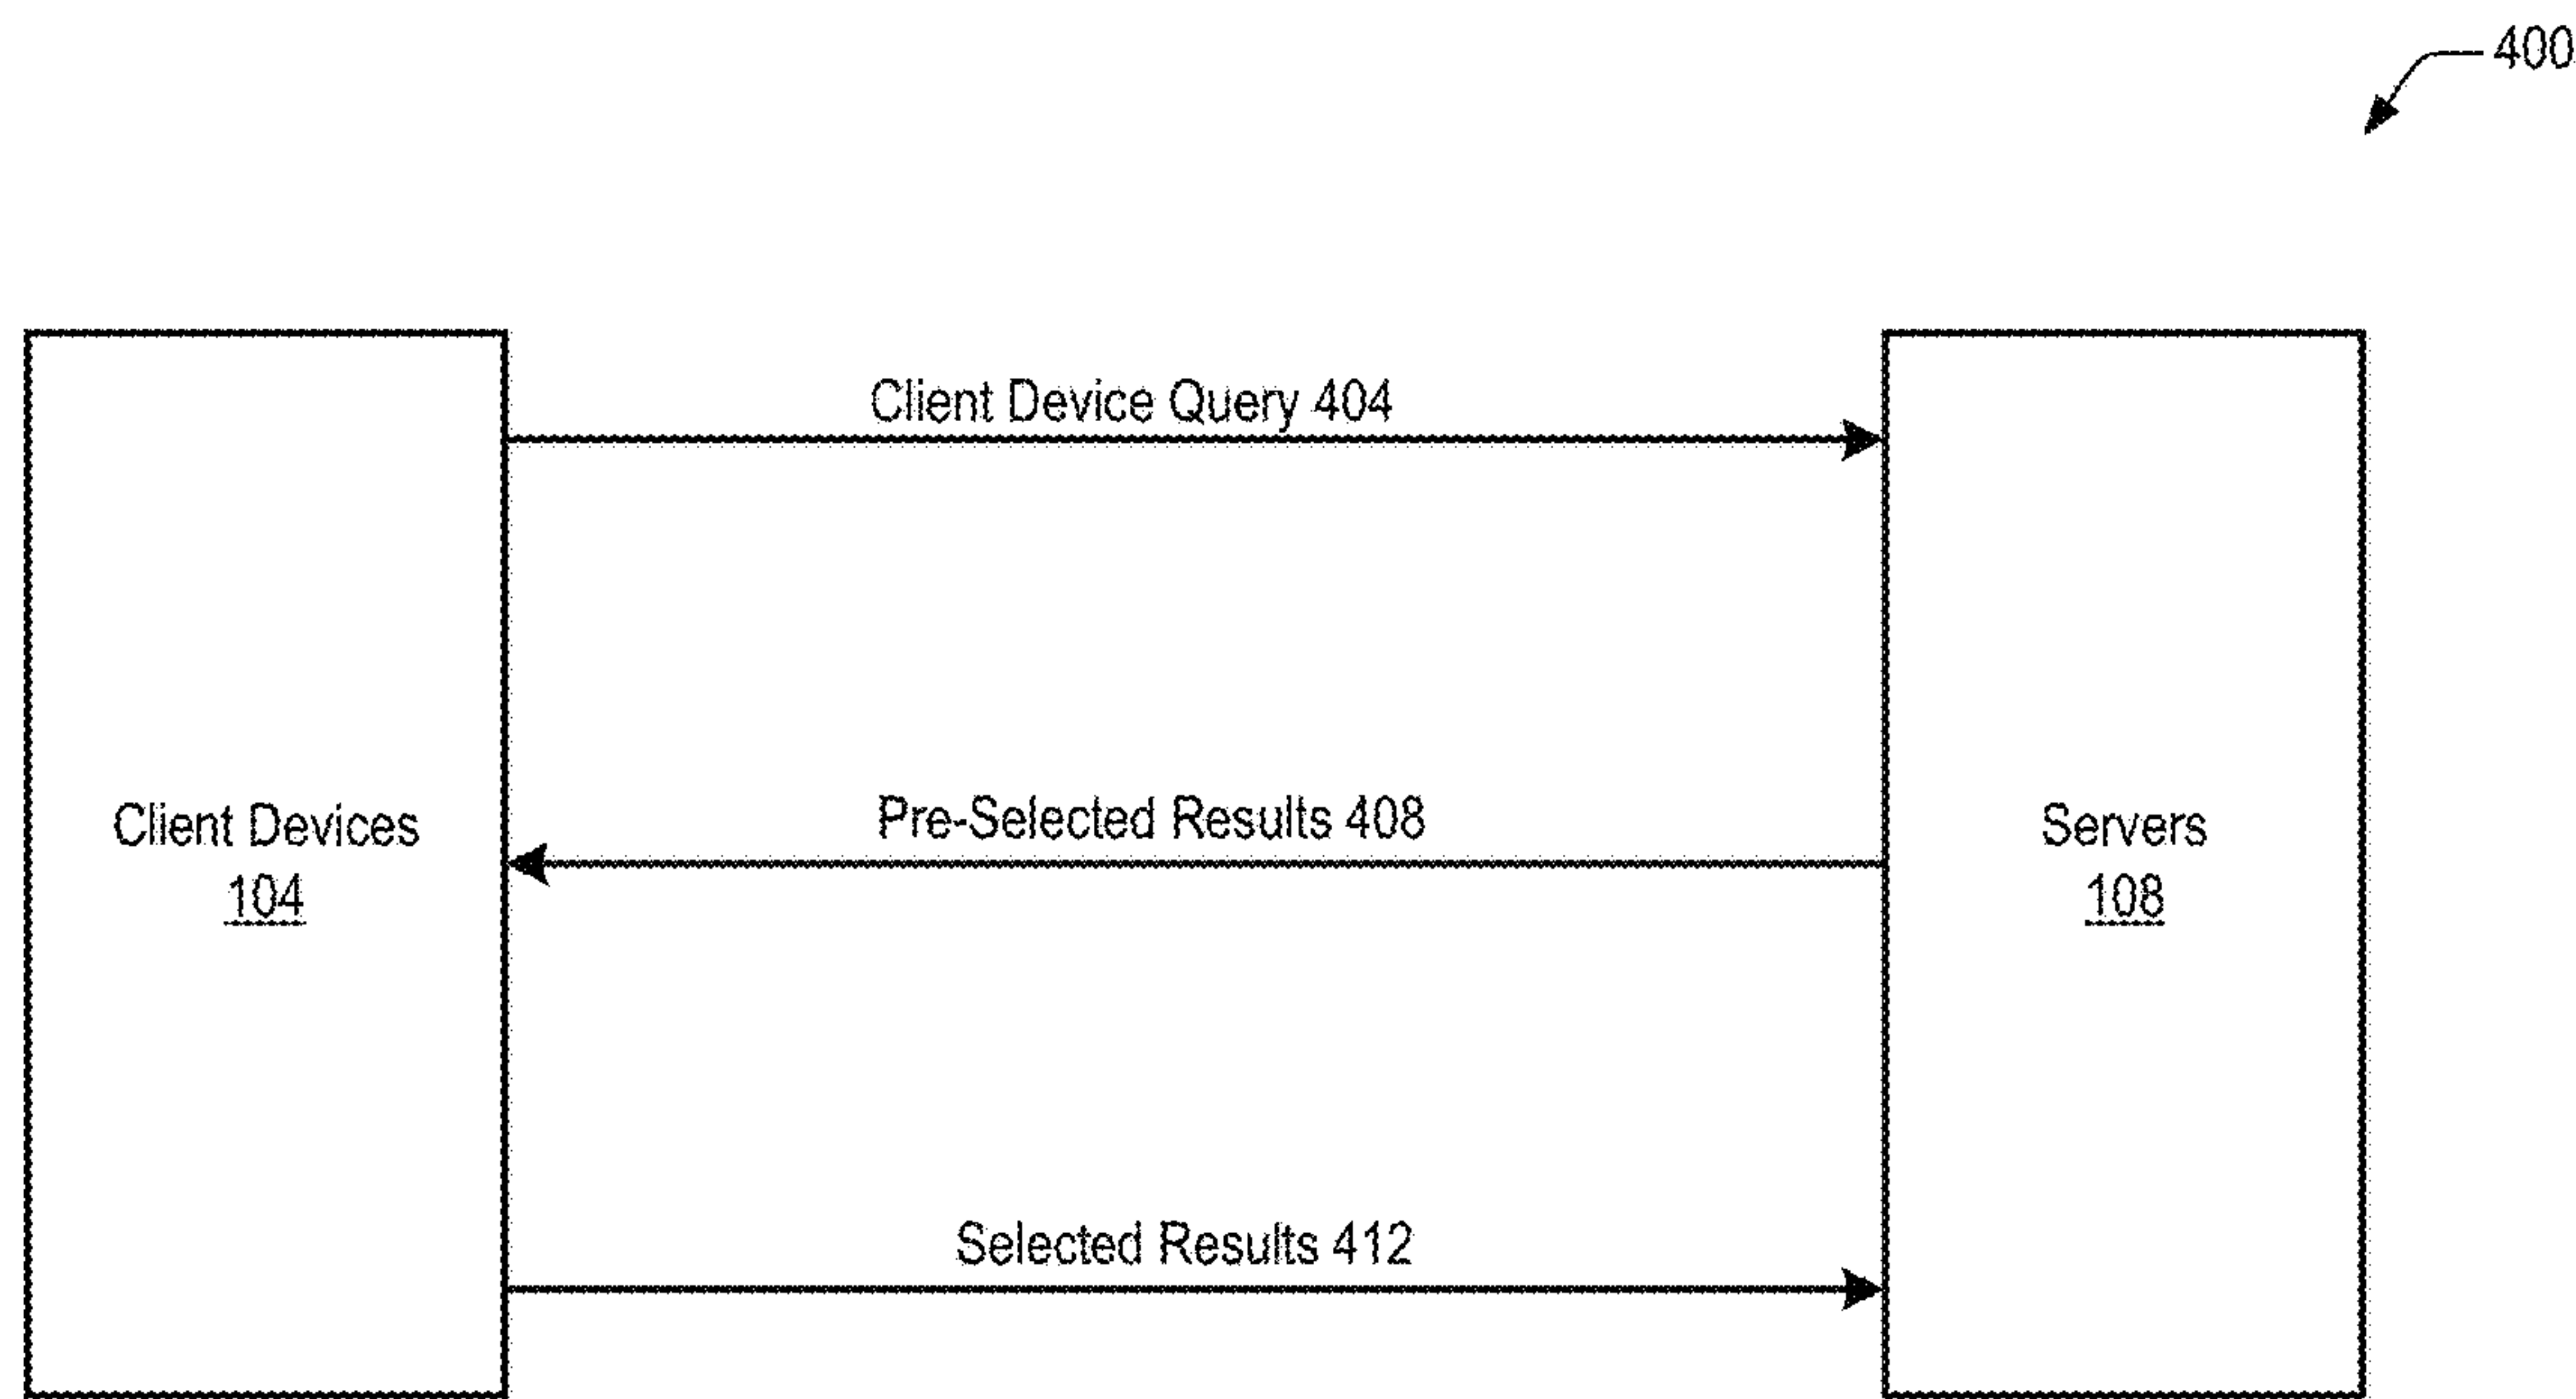 400
Client Device Query 404
Pre-Selected Results 408
Client Devices
104
Servers
108
Selected Results 412